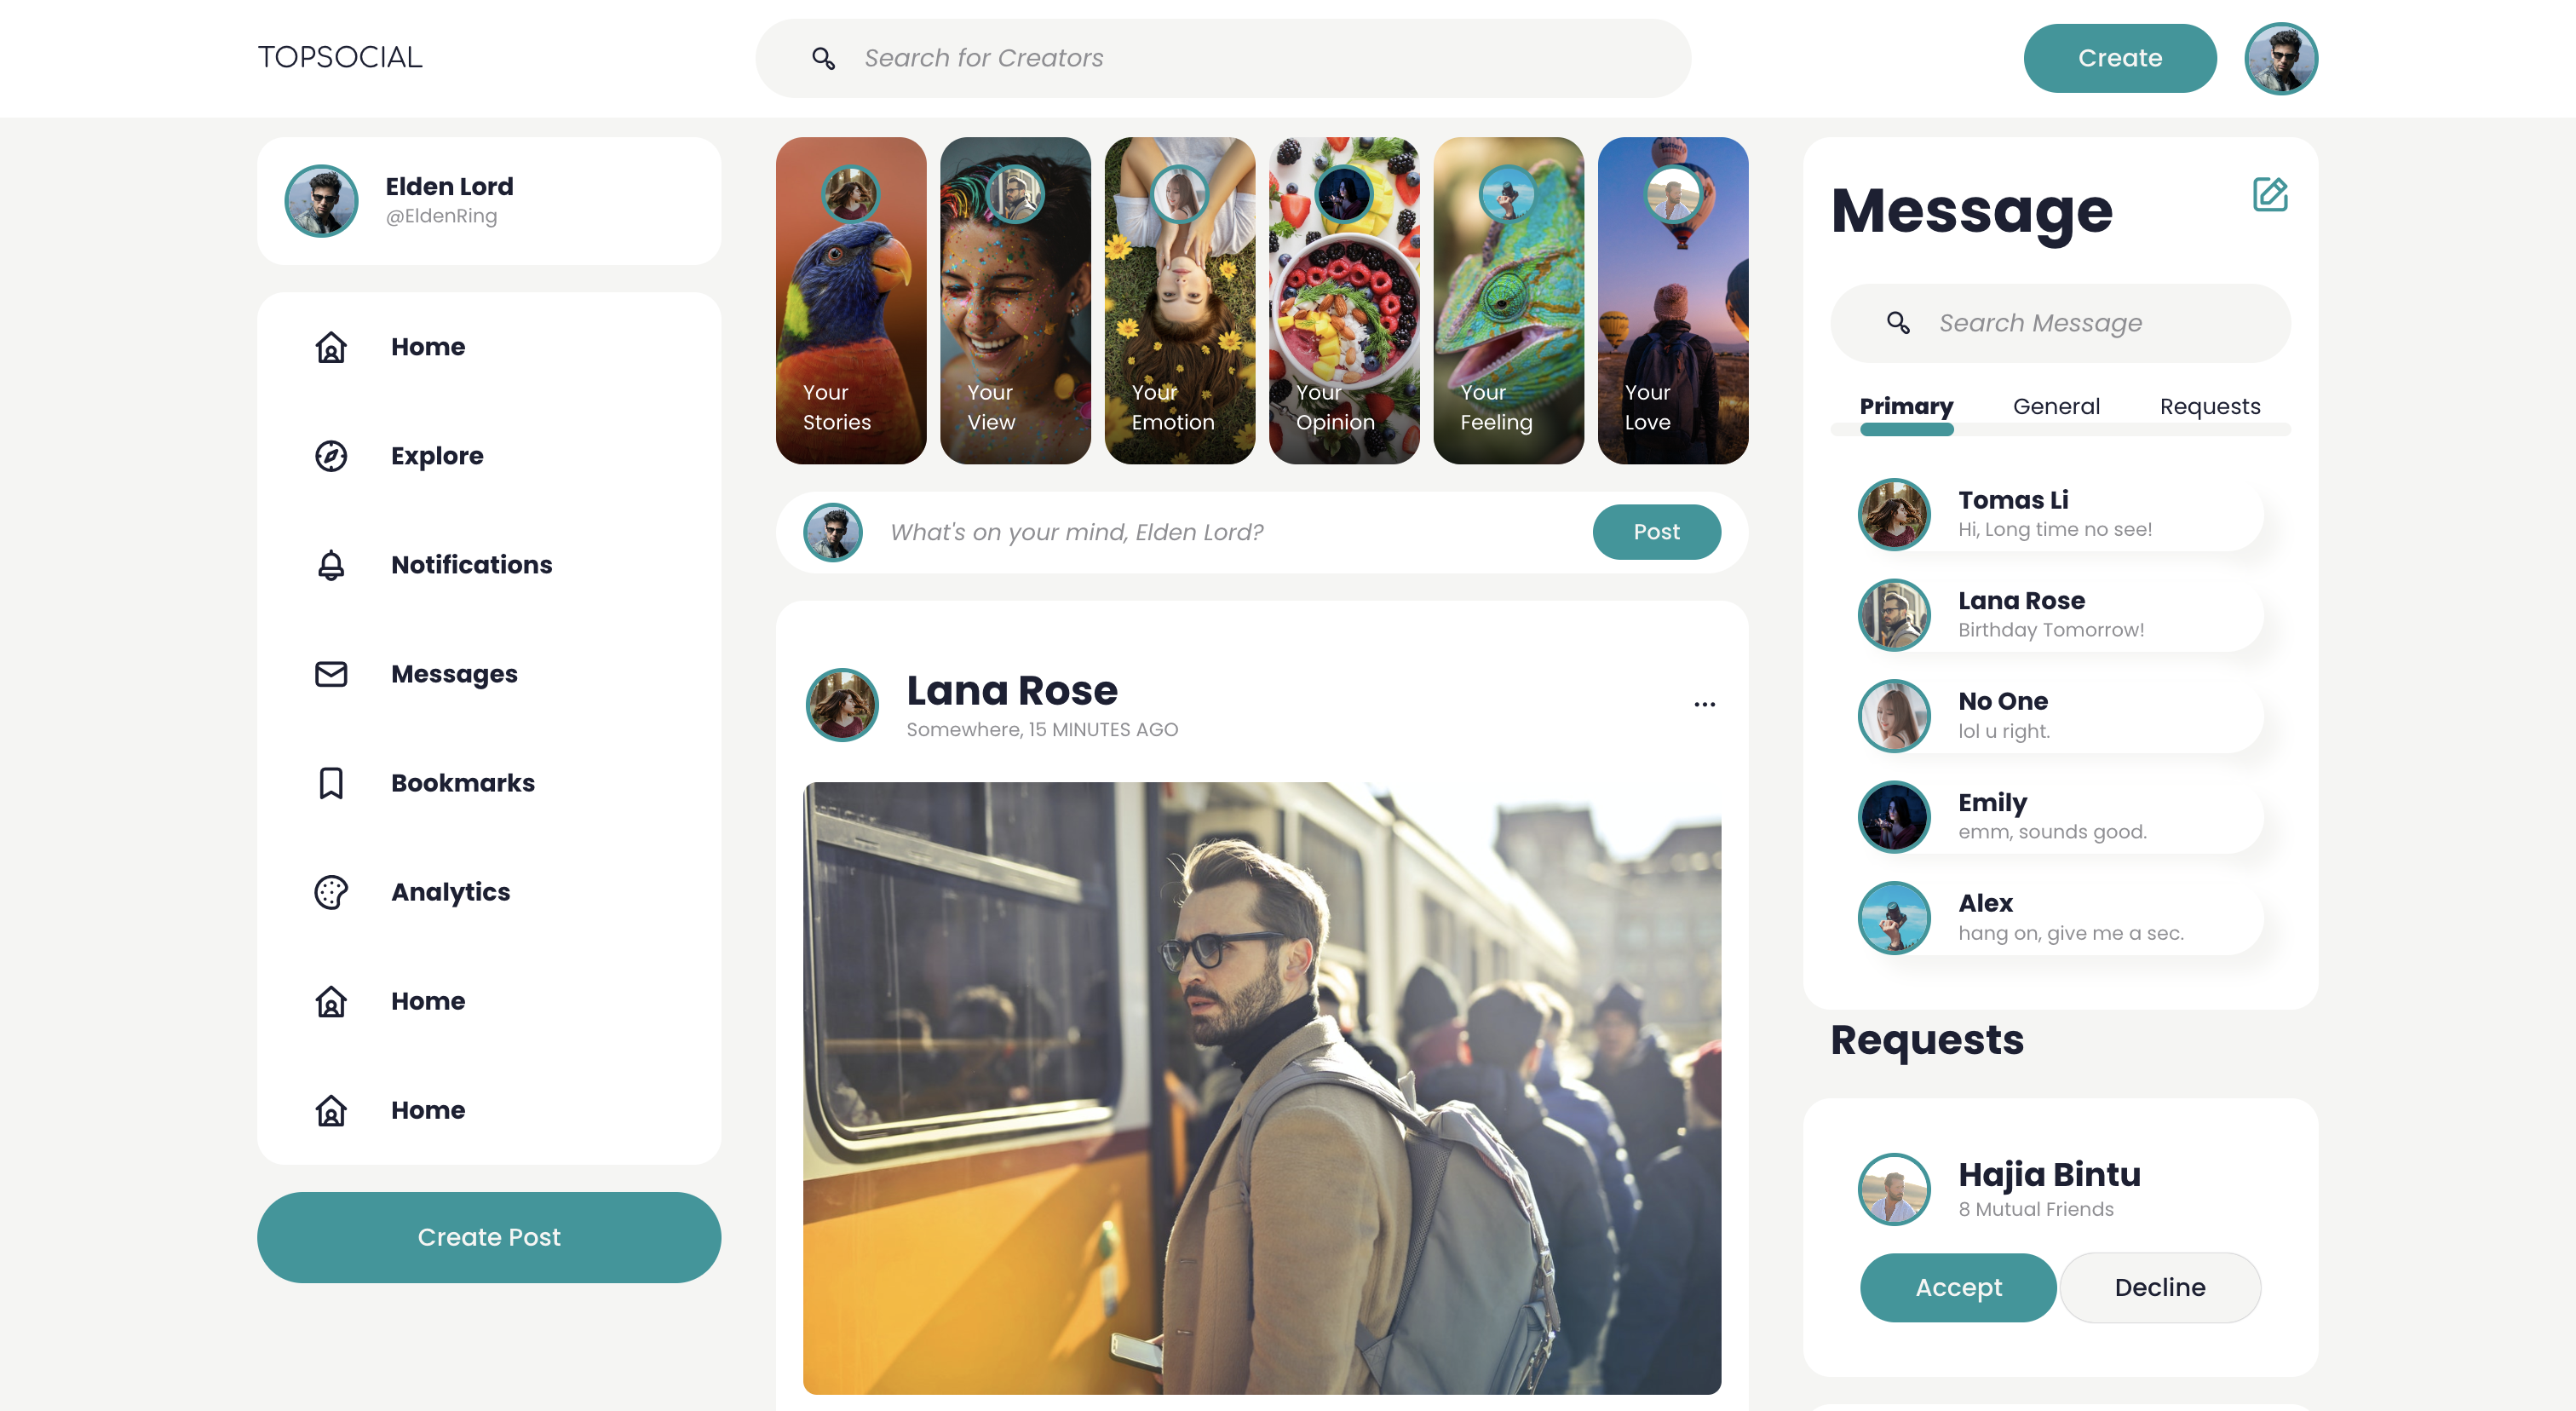 TOPSOCIAL
Search for Creators
Create
Elden Lord
@EldenRing
Home
Explore
Notifications
Messages
Bookmarks
Analytics
Home
Home
Create Post
Your
Stories
Your
View
Your
Emotion
Your
Opinion
Your
Feeling
Your
Love
What's on your mind, Elden Lord?
Post
Lana Rose
Somewhere, 15 MINUTES AGO
Message
Search Message
Primary
General
Requests
Tomas Li
Hi, Long time no see!
Lana Rose
Birthday Tomorrow!
No One
lol u right.
Emily
emm, sounds good.
Alex
hang on, give me a sec.
Requests
Hajia Bintu
8 Mutual Friends
Accept
Decline